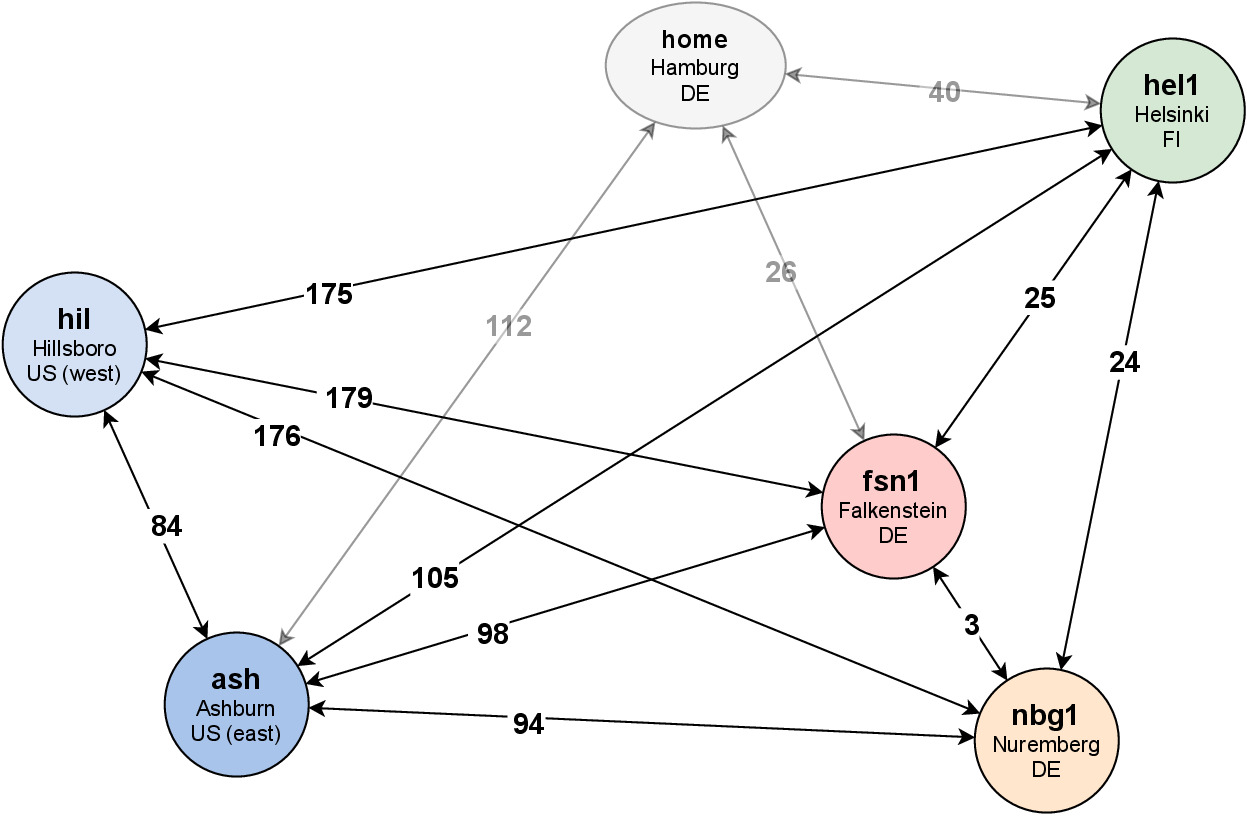 home
Hamburg
DE
hel1
Helsinki
FI
40
26
175
25
hil
Hillsboro
US (west)
112
24
179
176
fsn1
Falkenstein
DE
84
105
98
3
ash
Ashburn
US (east)
94
nbg1
Nuremberg
DE